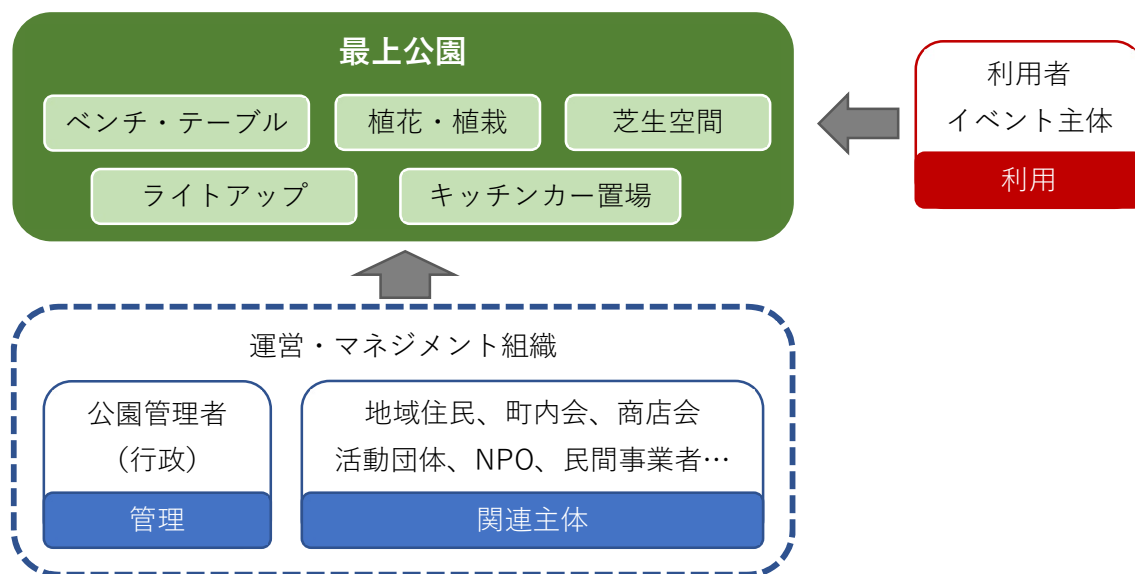 最上公園
ベンチ・テーブル
植花・植栽
芝生空間
ライトアップ
キッチンカー置場
利用者
イベント主体
利用
運営・マネジメント組織
公園管理者
（行政）
管理
地域住民、町内会、商店会
活動団体、NPO、民間事業者…
関連主体